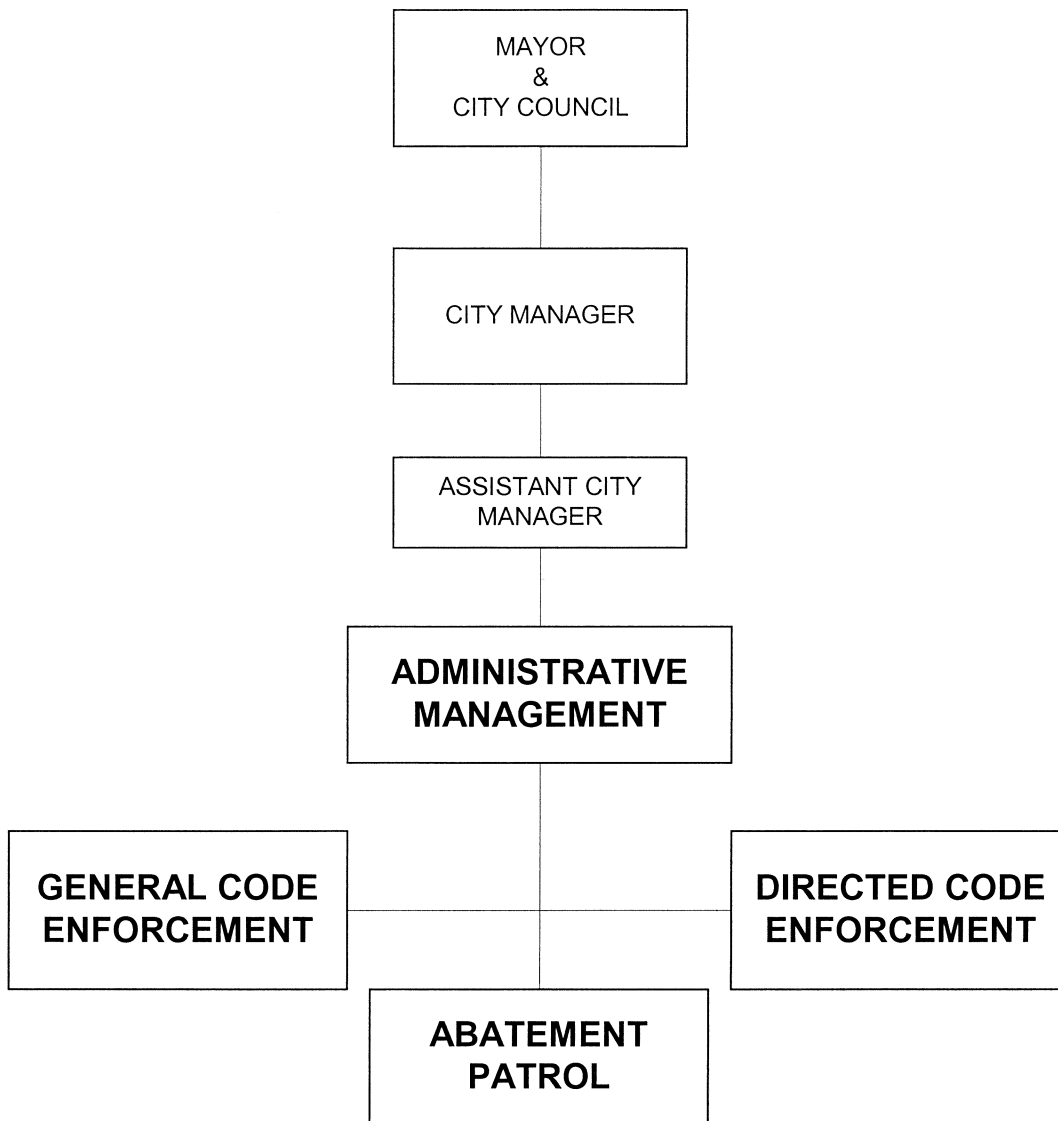 MAYOR
&
CITY COUNCIL
CITY MANAGER
ASSISTANT CITY
MANAGER
ADMINISTRATIVE
MANAGEMENT
GENERAL CODE
ENFORCEMENT
DIRECTED CODE
ENFORCEMENT
ABATEMENT
PATROL